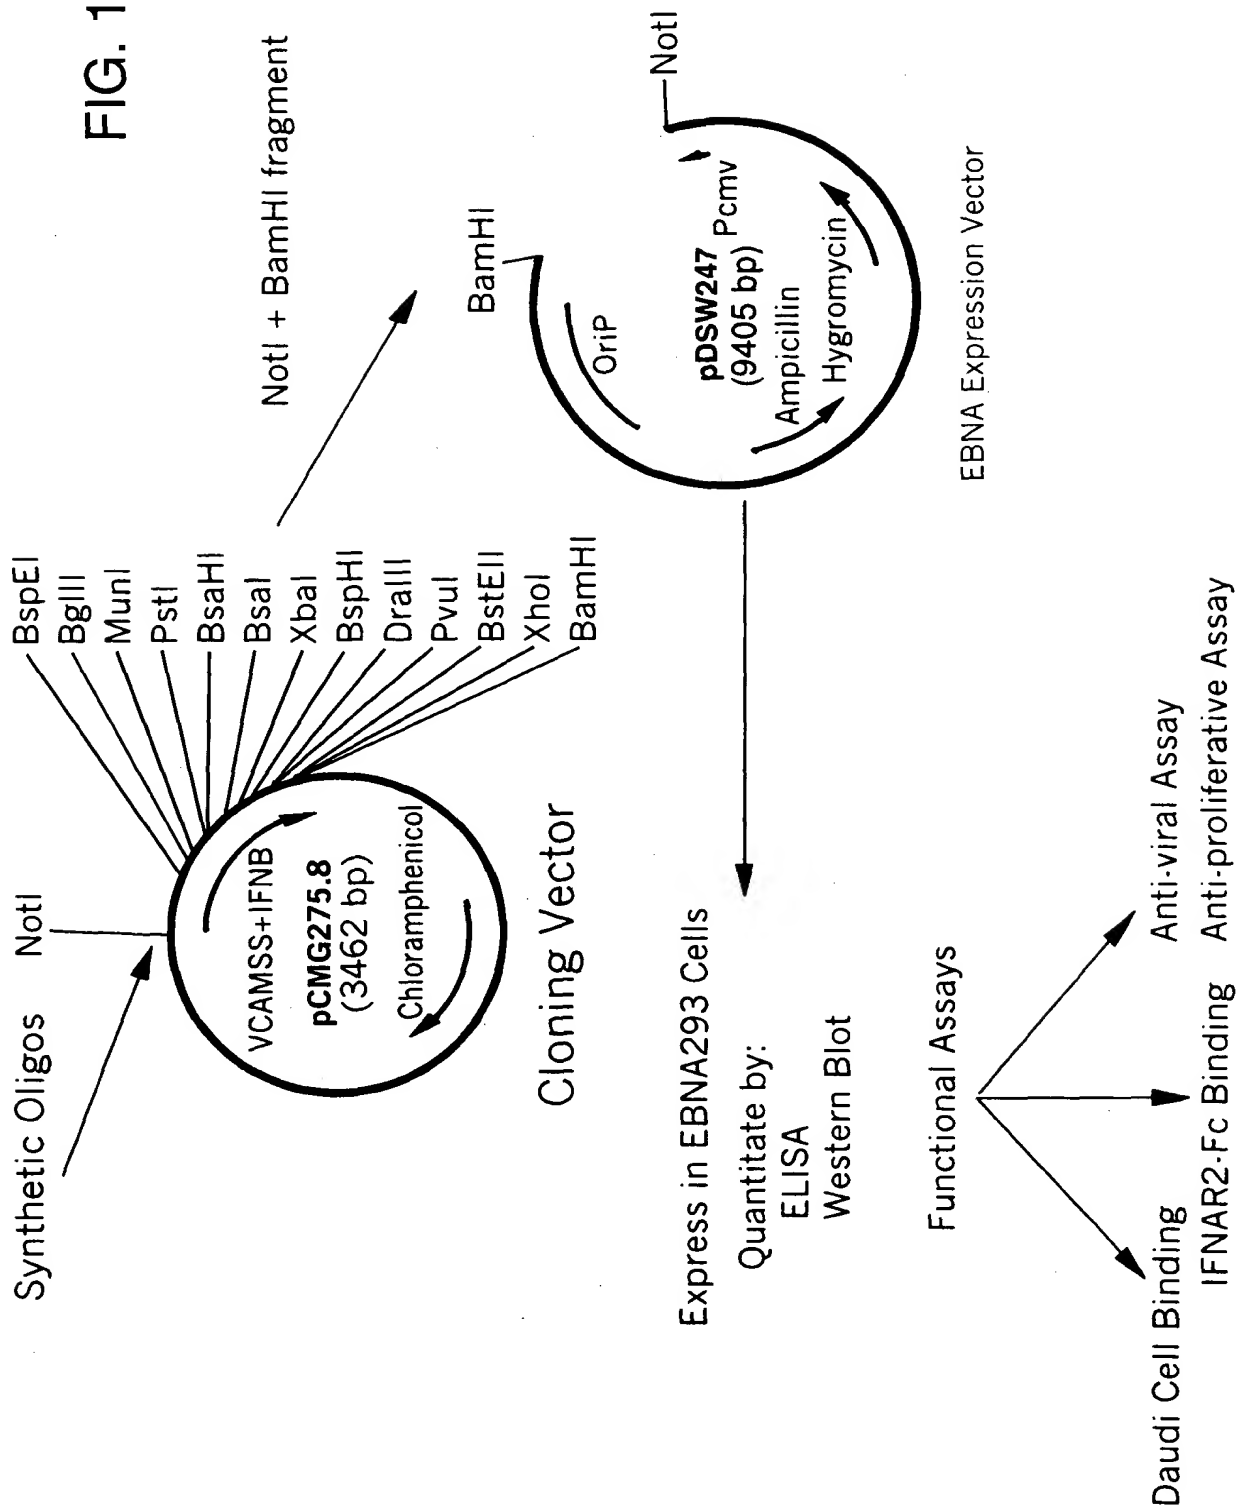 FIG. 1
Synthetic Oligos
NotI
BspEI
BglII
MunI
PstI
BsaHI
BsaI
XbaI
BspHI
DraIII
PvuI
BstEII
XhoI
BamHI
VCAMSS+IFNB
pCMG275.8
(3462 bp)
Chloramphenicol
Cloning Vector
NotI + BamHI fragment
BamHI
NotI
OriP
pDSW247
(9405 bp)
Pcmv
Ampicillin
Hygromycin
EBNA Expression Vector
Express in EBNA293 Cells
Quantitate by:
ELISA
Western Blot
Functional Assays
Daudi Cell Binding
IFNAR2-Fc Binding
Anti-viral Assay
Anti-proliferative Assay